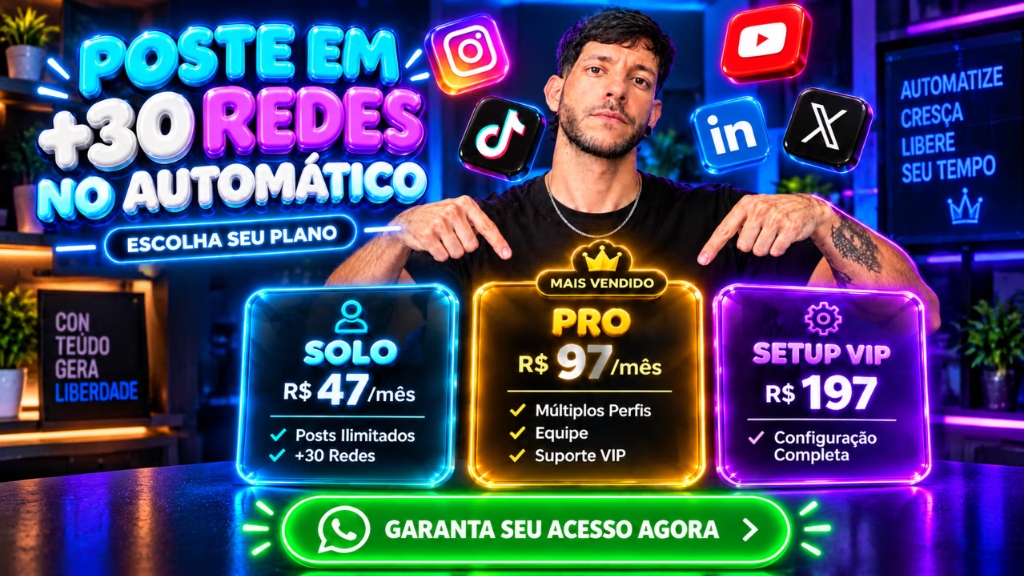 POSTE EM
+30 REDES
NO AUTOMÁTICO
ESCOLHA SEU PLANO
in
X
AUTOMATIZE
CRESÇA
LIBERE
SEU TEMPO
CON
TEÚDO
GERA
LIBERDADE
SOLO
R$ 47/mês
Posts Ilimitados
+30 Redes
MAIS VENDIDO
PRO
R$ 97/mês
Múltiplos Perfis
Equipe
Suporte VIP
SETUP VIP
R$ 197
Configuração
Completa
GARANTA SEU ACESSO AGORA